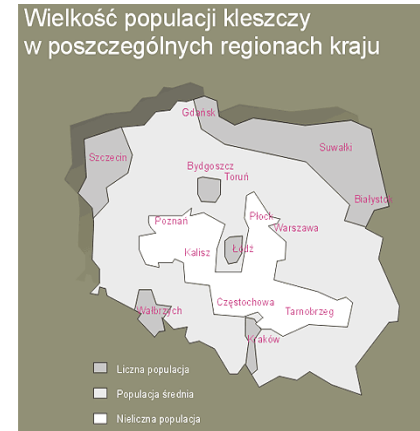 Wielkość populacji kleszczy
w poszczególnych regionach kraju
Gdańsk
Suwałki
Szczecin
Bydgoszcz
Toruń
Białystok
Płock
Poznań
Warszawa
Łódź
Kalisz
Częstochowa
Wałbrzych
Tarnobrzeg
Kraków
Liczna populacja
Populacja średnia
Nieliczna populacja